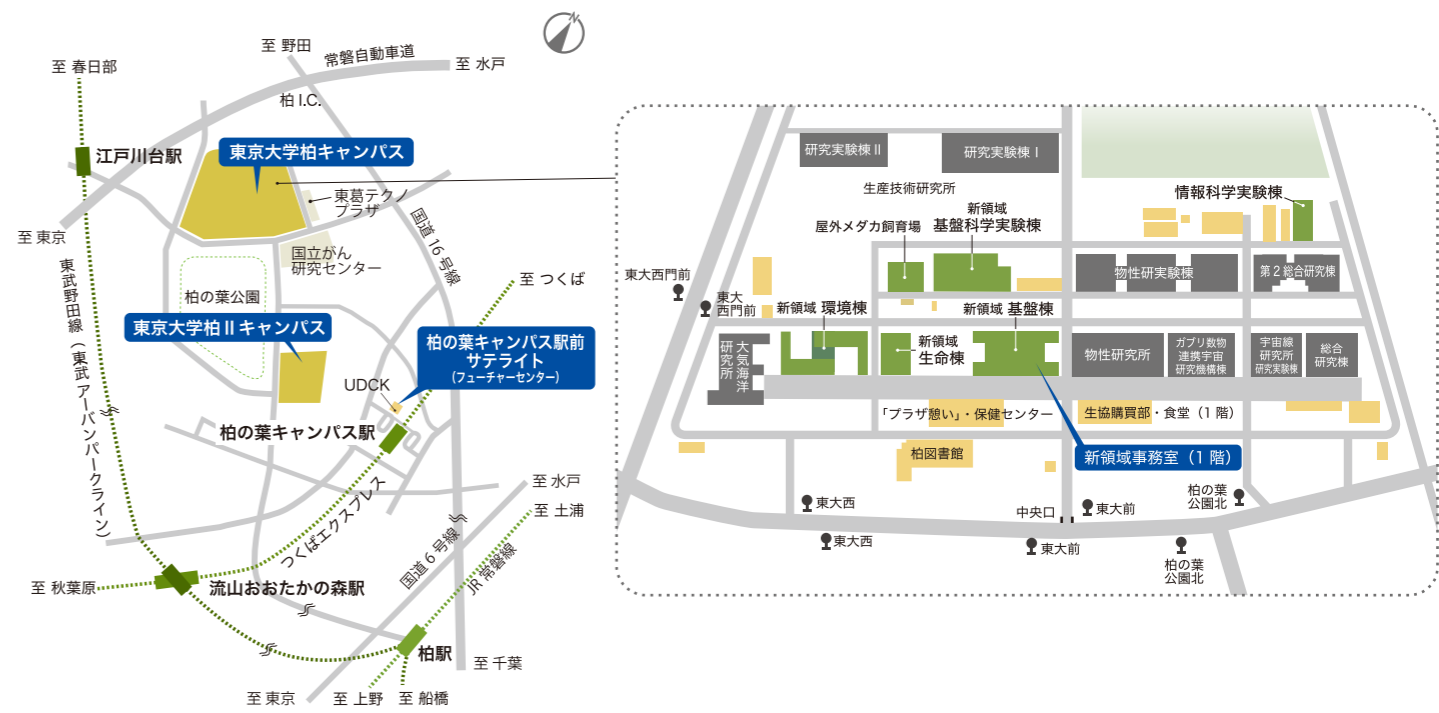 N
至 野田
常磐自動車道
至 水戸
至 春日部
柏 I.C.
江戸川台駅
東京大学柏キャンパス
東葛テクノ
プラザ
国道 16 号線
至 東京
国立がん
研究センター
東武野田線（東武アーバンパークライン）
柏の葉公園
至 つくば
東京大学柏 II キャンパス
柏の葉キャンパス駅前
サテライト
（フューチャーセンター）
UDCK
柏の葉キャンパス駅
至 水戸
至 土浦
つくばエクスプレス
国道 6 号線
JR 常磐線
至 秋葉原
流山おおたかの森駅
柏駅
至 千葉
至 東京
至 上野
至 船橋
研究実験棟 II
研究実験棟 I
生産技術研究所
情報科学実験棟
新領域
基盤科学実験棟
屋外メダカ飼育場
東大西門前
東大
西門前
物性研実験棟
第 2 総合研究棟
新領域 環境棟
新領域 基盤棟
大気海洋
研究所
新領域
生命棟
物性研究所
カブリ数物
連携宇宙
研究機構棟
宇宙線
研究所
研究実験棟
総合
研究棟
「プラザ憩い」・保健センター
生協購買部・食堂（1 階）
柏図書館
新領域事務室（1 階）
東大西
東大西
中央口
東大前
東大前
柏の葉
公園北
柏の葉
公園北